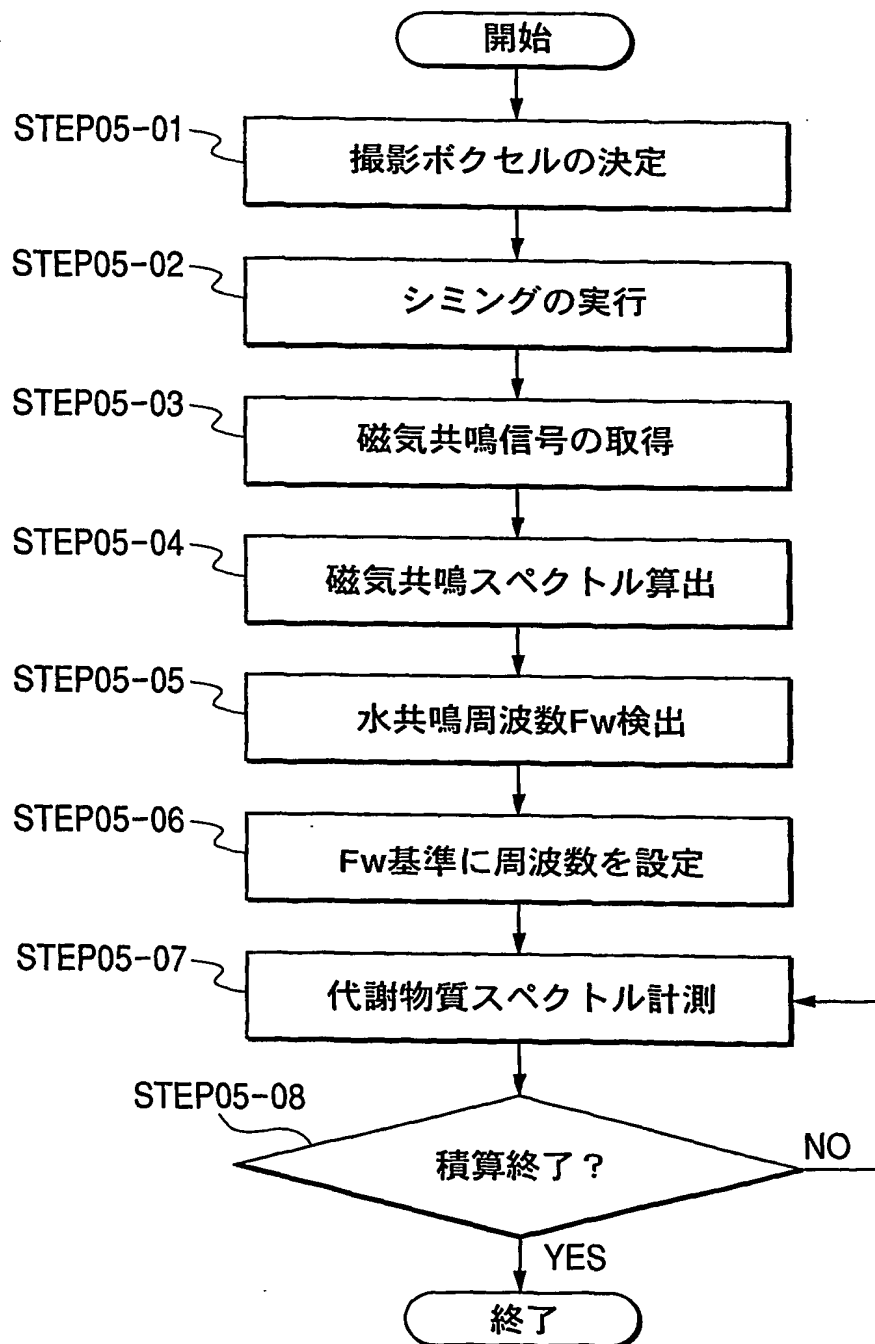 開始
STEP05-01
撮影ボクセルの決定
STEP05-02
シミングの実行
STEP05-03
磁気共鳴信号の取得
STEP05-04
磁気共鳴スペクトル算出
STEP05-05
水共鳴周波数Fw検出
STEP05-06
Fw基準に周波数を設定
STEP05-07
代謝物質スペクトル計測
STEP05-08
積算終了?
NO
YES
終了